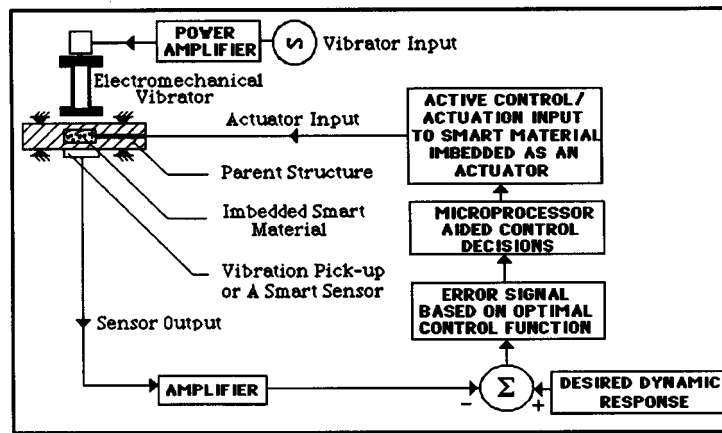 POWER
AMPLIFIER
S
Vibrator Input
Electromechanical
Vibrator
Actuator Input
ACTIVE CONTROL/
ACTUATION INPUT
TO SMART MATERIAL
IMBEDDED AS AN
ACTUATOR
Parent Structure
Imbedded Smart
Material
MICROPROCESSOR
AIDED CONTROL
DECISIONS
Vibration Pick-up
or A Smart Sensor
ERROR SIGNAL
BASED ON OPTIMAL
CONTROL FUNCTION
Sensor Output
AMPLIFIER
-
Σ
+
DESIRED DYNAMIC
RESPONSE